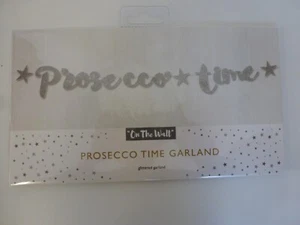 ★ Prosecco ★ time ★
"On The Wall"
PROSECCO TIME GARLAND